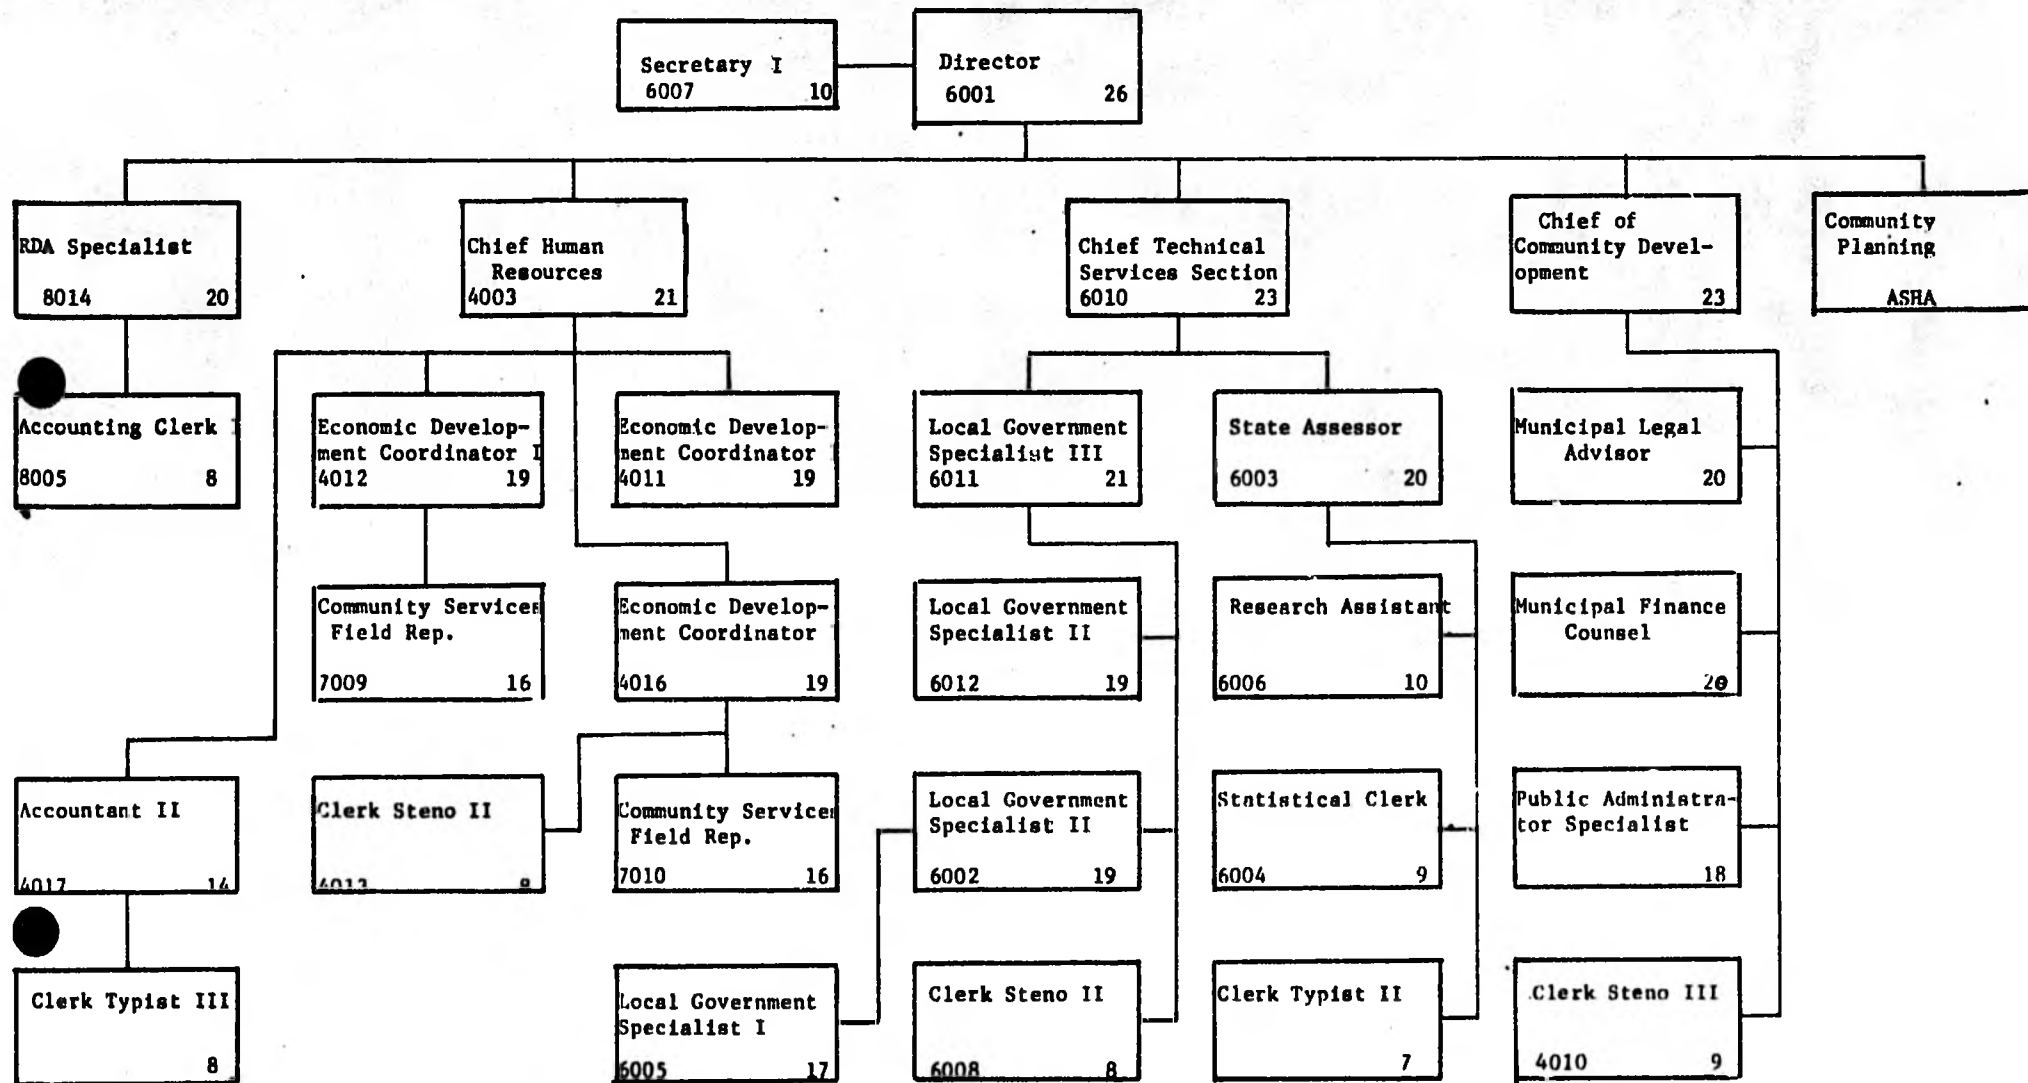 Secretary I
6007 10
Director
6001 26
RDA Specialist
8014 20
Chief Human
Resources
4003 21
Chief Technical
Services Section
6010 23
Chief of
Community Devel-
opment
23
Community
Planning
ASHA
Accounting Clerk
8005 8
Economic Develop-
ment Coordinator I
4012 19
Economic Develop-
ment Coordinator
4011 19
Local Government
Specialist III
6011 21
State Assessor
6003 20
Municipal Legal
Advisor
20
Community Services
Field Rep.
7009 16
Economic Develop-
ment Coordinator
4016 19
Local Government
Specialist II
6012 19
Research Assistant
6006 10
Municipal Finance
Counsel
20
Accountant II
4017 14
Clerk Steno II
4013 8
Community Services
Field Rep.
7010 16
Local Government
Specialist II
6002 19
Statistical Clerk
6004 9
Public Administra-
tor Specialist
18
Clerk Typist III
8
Local Government
Specialist I
6005 17
Clerk Steno II
6008 8
Clerk Typist II
7
Clerk Steno III
4010 9